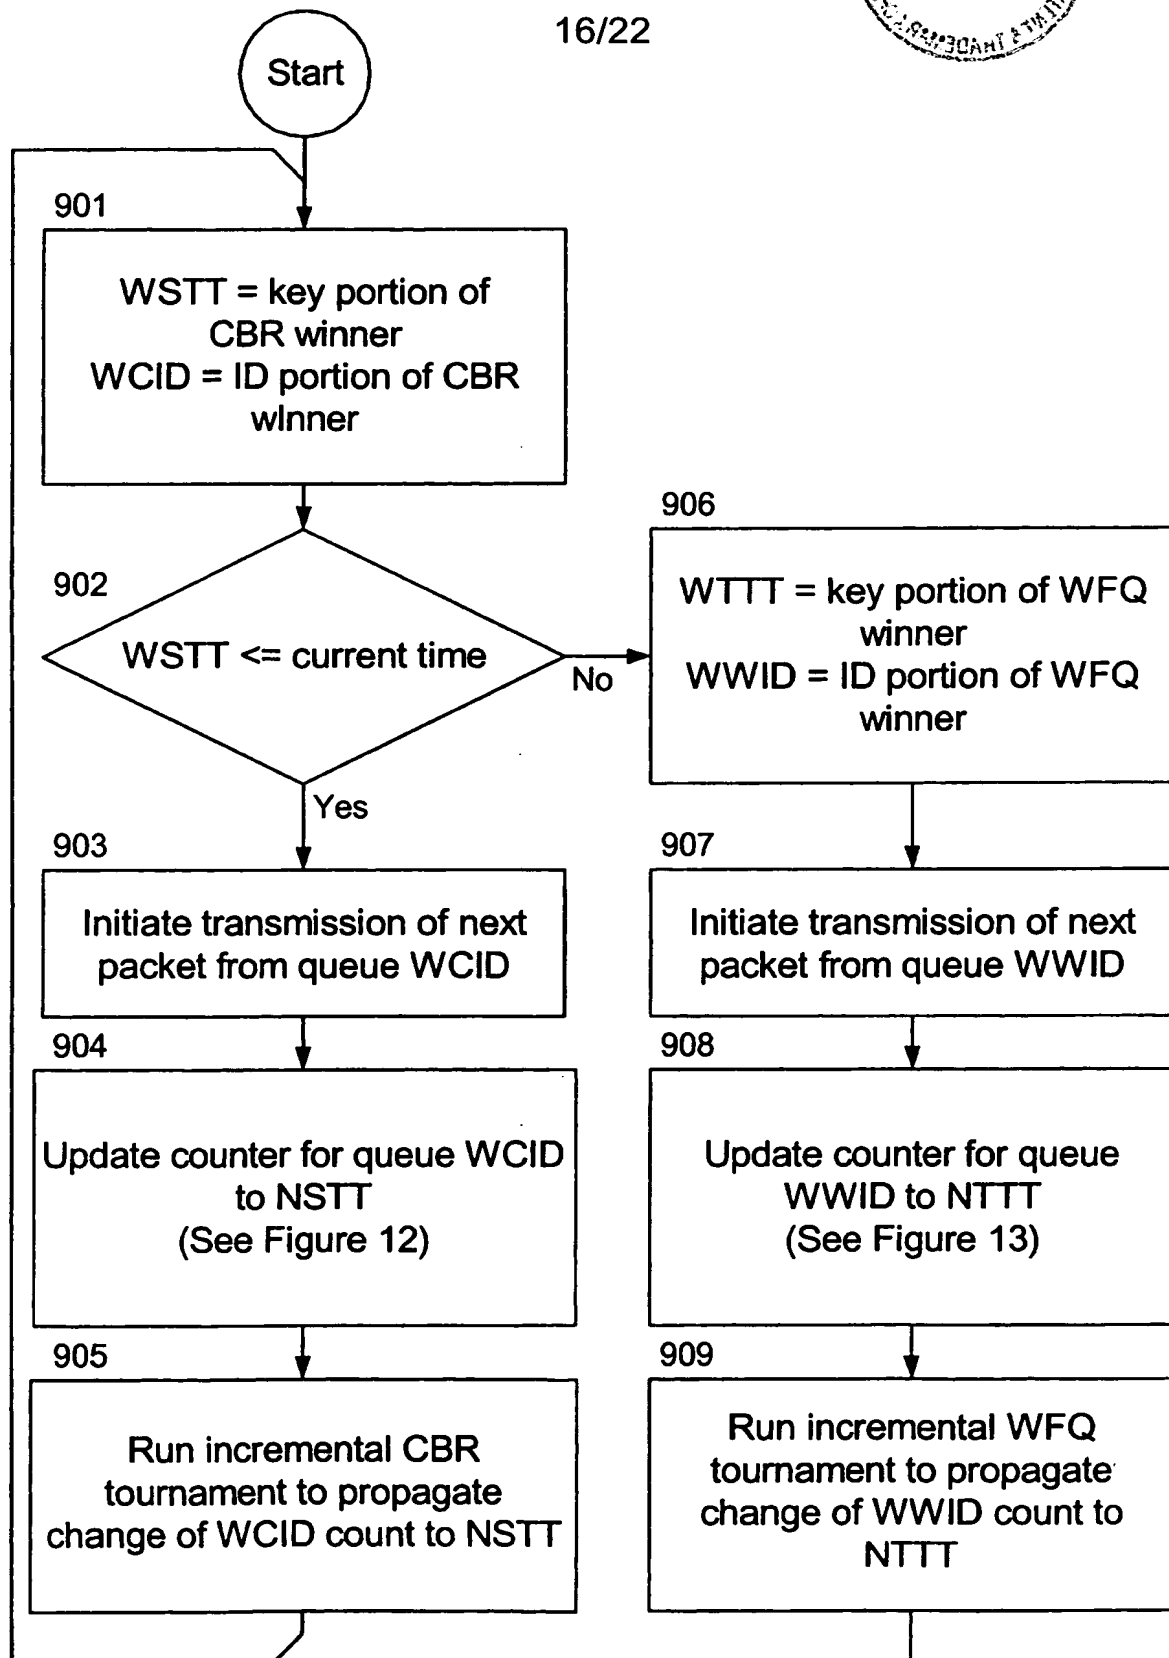 16/22
Start
901
WSTT = key portion of
CBR winner
WCID = ID portion of CBR
wInner
902
WSTT <= current time
No
Yes
906
WTTT = key portion of WFQ
winner
WWID = ID portion of WFQ
winner
903
Initiate transmission of next
packet from queue WCID
907
Initiate transmission of next
packet from queue WWID
904
Update counter for queue WCID
to NSTT
(See Figure 12)
908
Update counter for queue
WWID to NTTT
(See Figure 13)
905
Run incremental CBR
tournament to propagate
change of WCID count to NSTT
909
Run incremental WFQ
tournament to propagate
change of WWID count to
NTTT